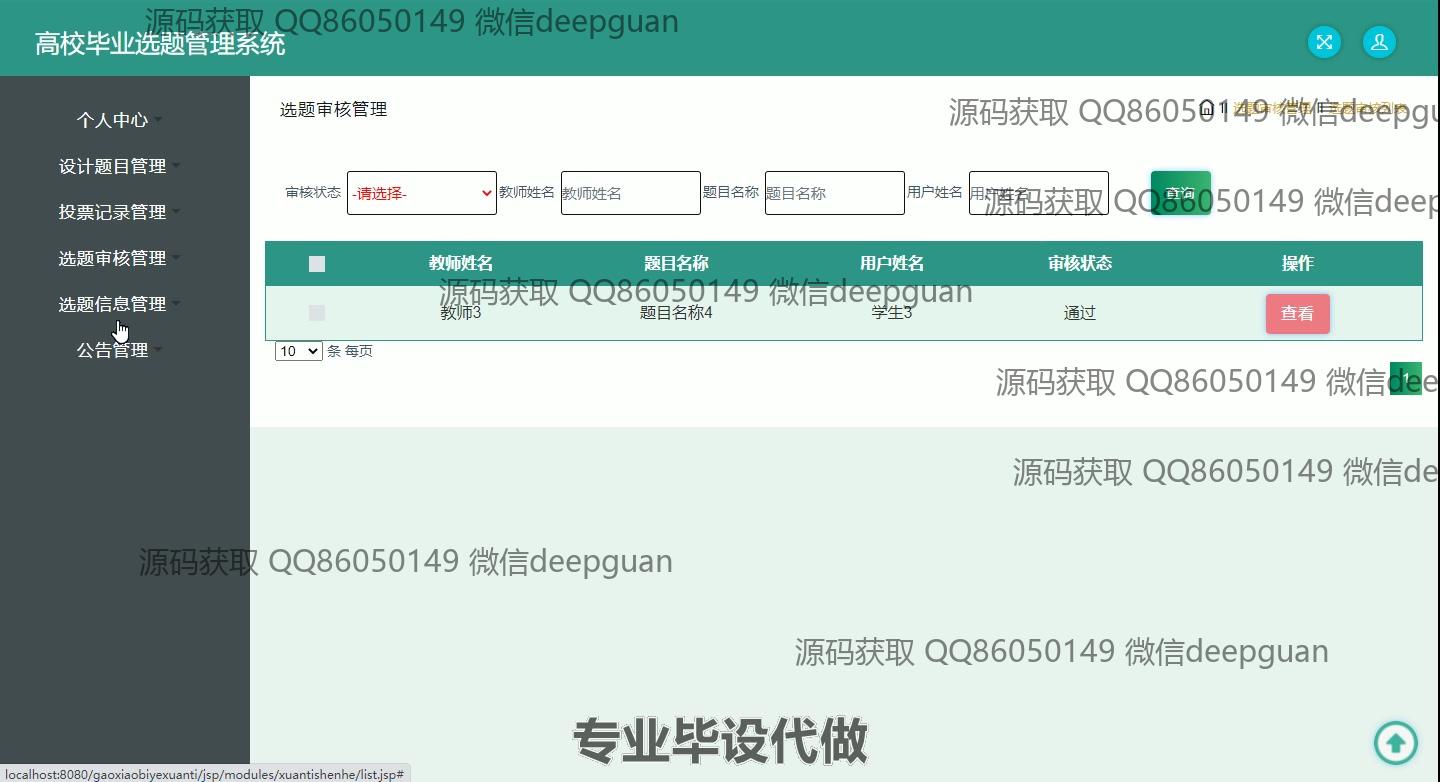 源码获取 QQ86050149 微信deepguan
高校毕业选题管理系统
个人中心
设计题目管理
投票记录管理
选题审核管理
选题信息管理
公告管理
选题审核管理
选题审核管理 选题审核列表
源码获取 QQ86050149 微信deepgu
审核状态 -请选择- 教师姓名 教师姓名 题目名称 题目名称 用户姓名 用户姓名 查询
源码获取 QQ86050149 微信deep
教师姓名 题目名称 用户姓名 审核状态 操作
源码获取 QQ86050149 微信deepguan
教师3 题目名称4 学生3 通过 查看
10 条 每页
1
源码获取 QQ86050149 微信dee
源码获取 QQ86050149 微信de
源码获取 QQ86050149 微信deepguan
源码获取 QQ86050149 微信deepguan
专业毕设代做
localhost:8080/gaoxiaobiyexuanti/jsp/modules/xuantishenhe/list.jsp#